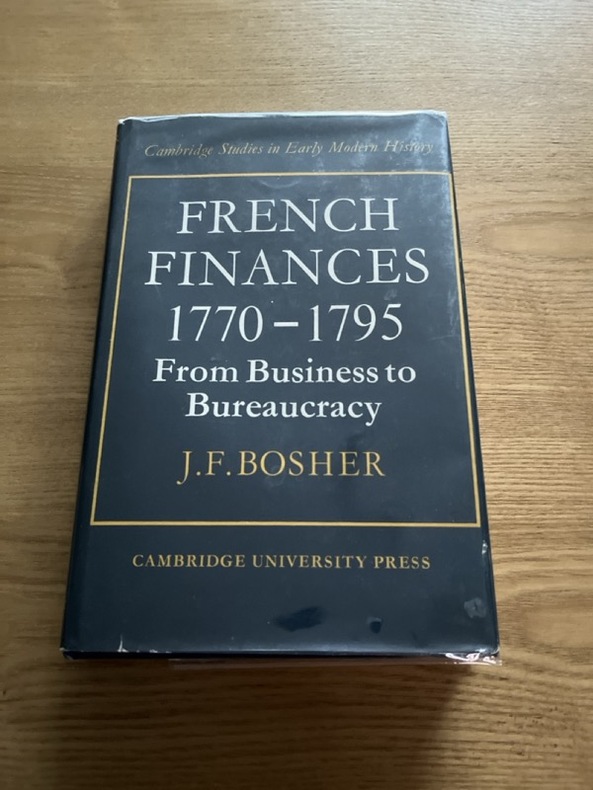 Cambridge Studies in Early Modern History
FRENCH
FINANCES
1770–1795
From Business to
Bureaucracy
J.F.BOSHER
CAMBRIDGE UNIVERSITY PRESS